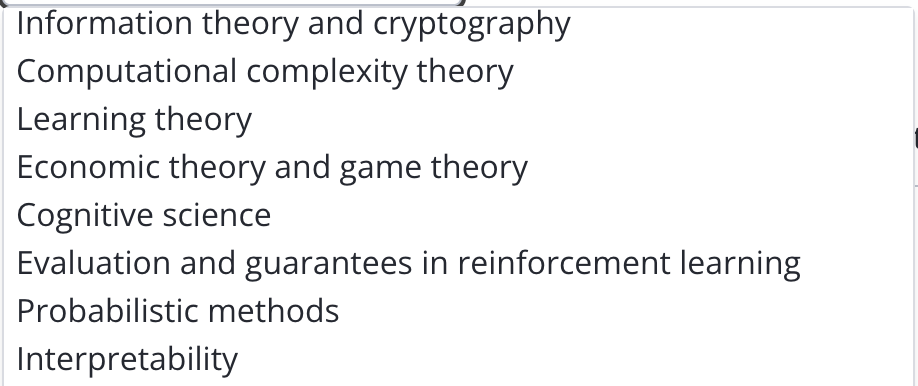 Information theory and cryptography
Computational complexity theory
Learning theory
Economic theory and game theory
Cognitive science
Evaluation and guarantees in reinforcement learning
Probabilistic methods
Interpretability